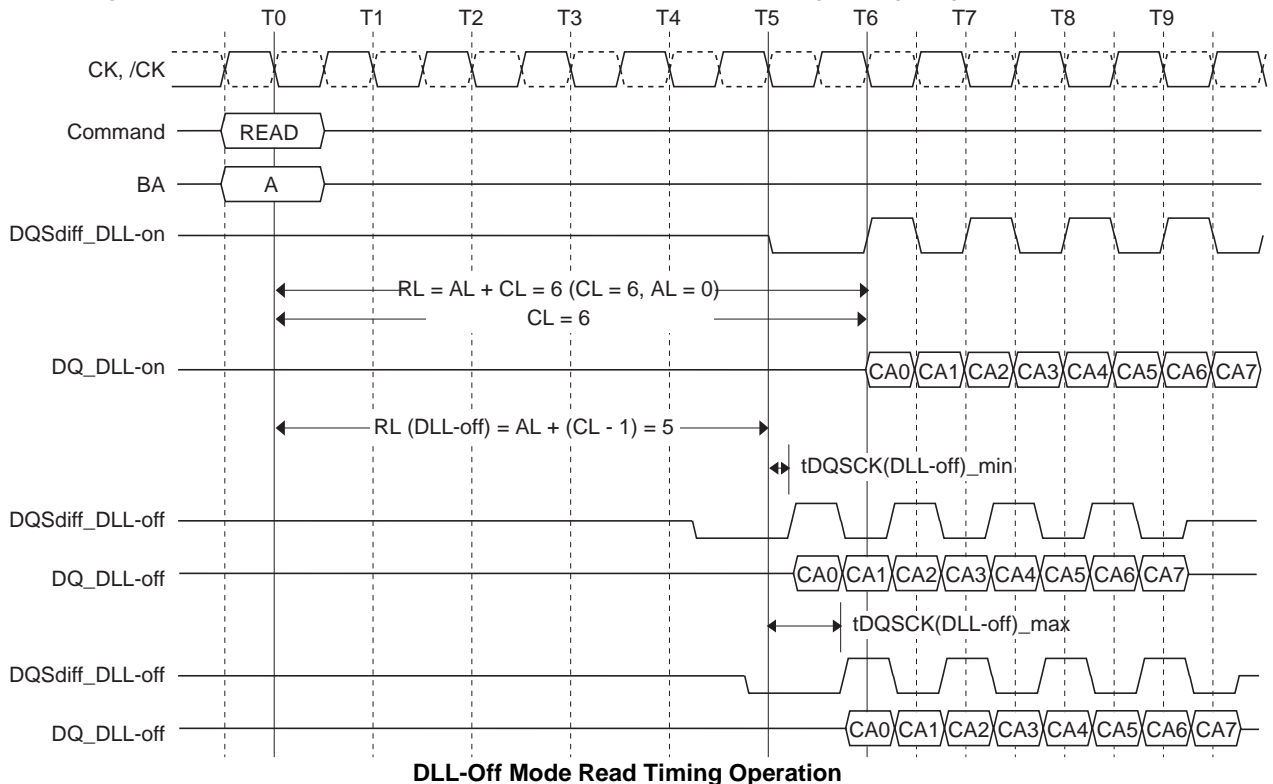 T0 T1 T2 T3 T4 T5 T6 T7 T8 T9
CK, /CK
Command READ
BA A
DQSdiff_DLL-on
RL = AL + CL = 6 (CL = 6, AL = 0)
CL = 6
DQ_DLL-on CA0 CA1 CA2 CA3 CA4 CA5 CA6 CA7
RL (DLL-off) = AL + (CL - 1) = 5
tDQSCK(DLL-off)_min
DQSdiff_DLL-off
DQ_DLL-off CA0 CA1 CA2 CA3 CA4 CA5 CA6 CA7
tDQSCK(DLL-off)_max
DQSdiff_DLL-off
DQ_DLL-off CA0 CA1 CA2 CA3 CA4 CA5 CA6 CA7
DLL-Off Mode Read Timing Operation